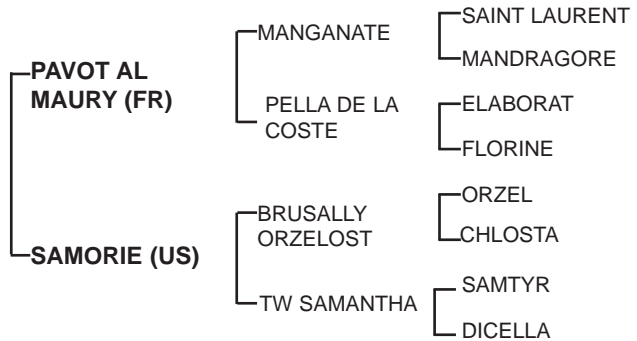 SAINT LAURENT
MANGANATE
MANDRAGORE
PAVOT AL
MAURY (FR)
PELLA DE LA
COSTE
ELABORAT
FLORINE
ORZEL
BRUSALLY
ORZELOST
CHLOSTA
SAMORIE (US)
SAMTYR
TW SAMANTHA
DICELLA